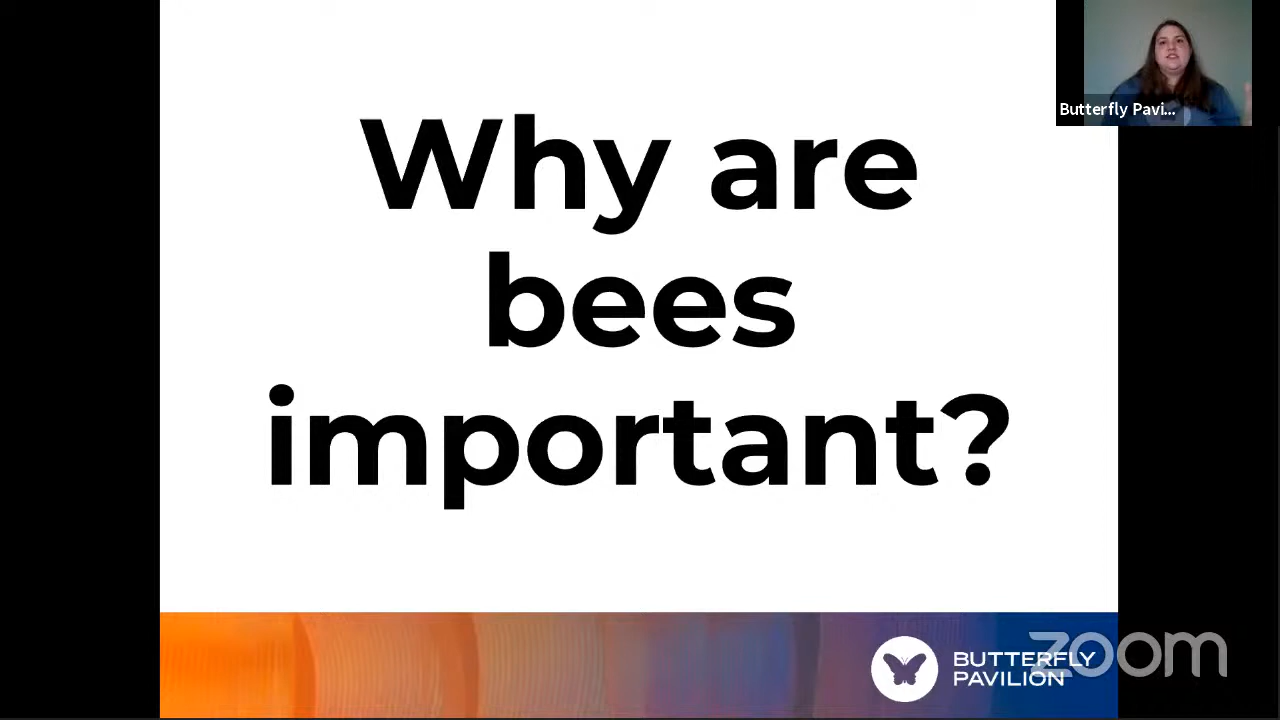 Why are
bees
important?
Butterfly Pavi...
BUTTERFLY
PAVILION
zoom